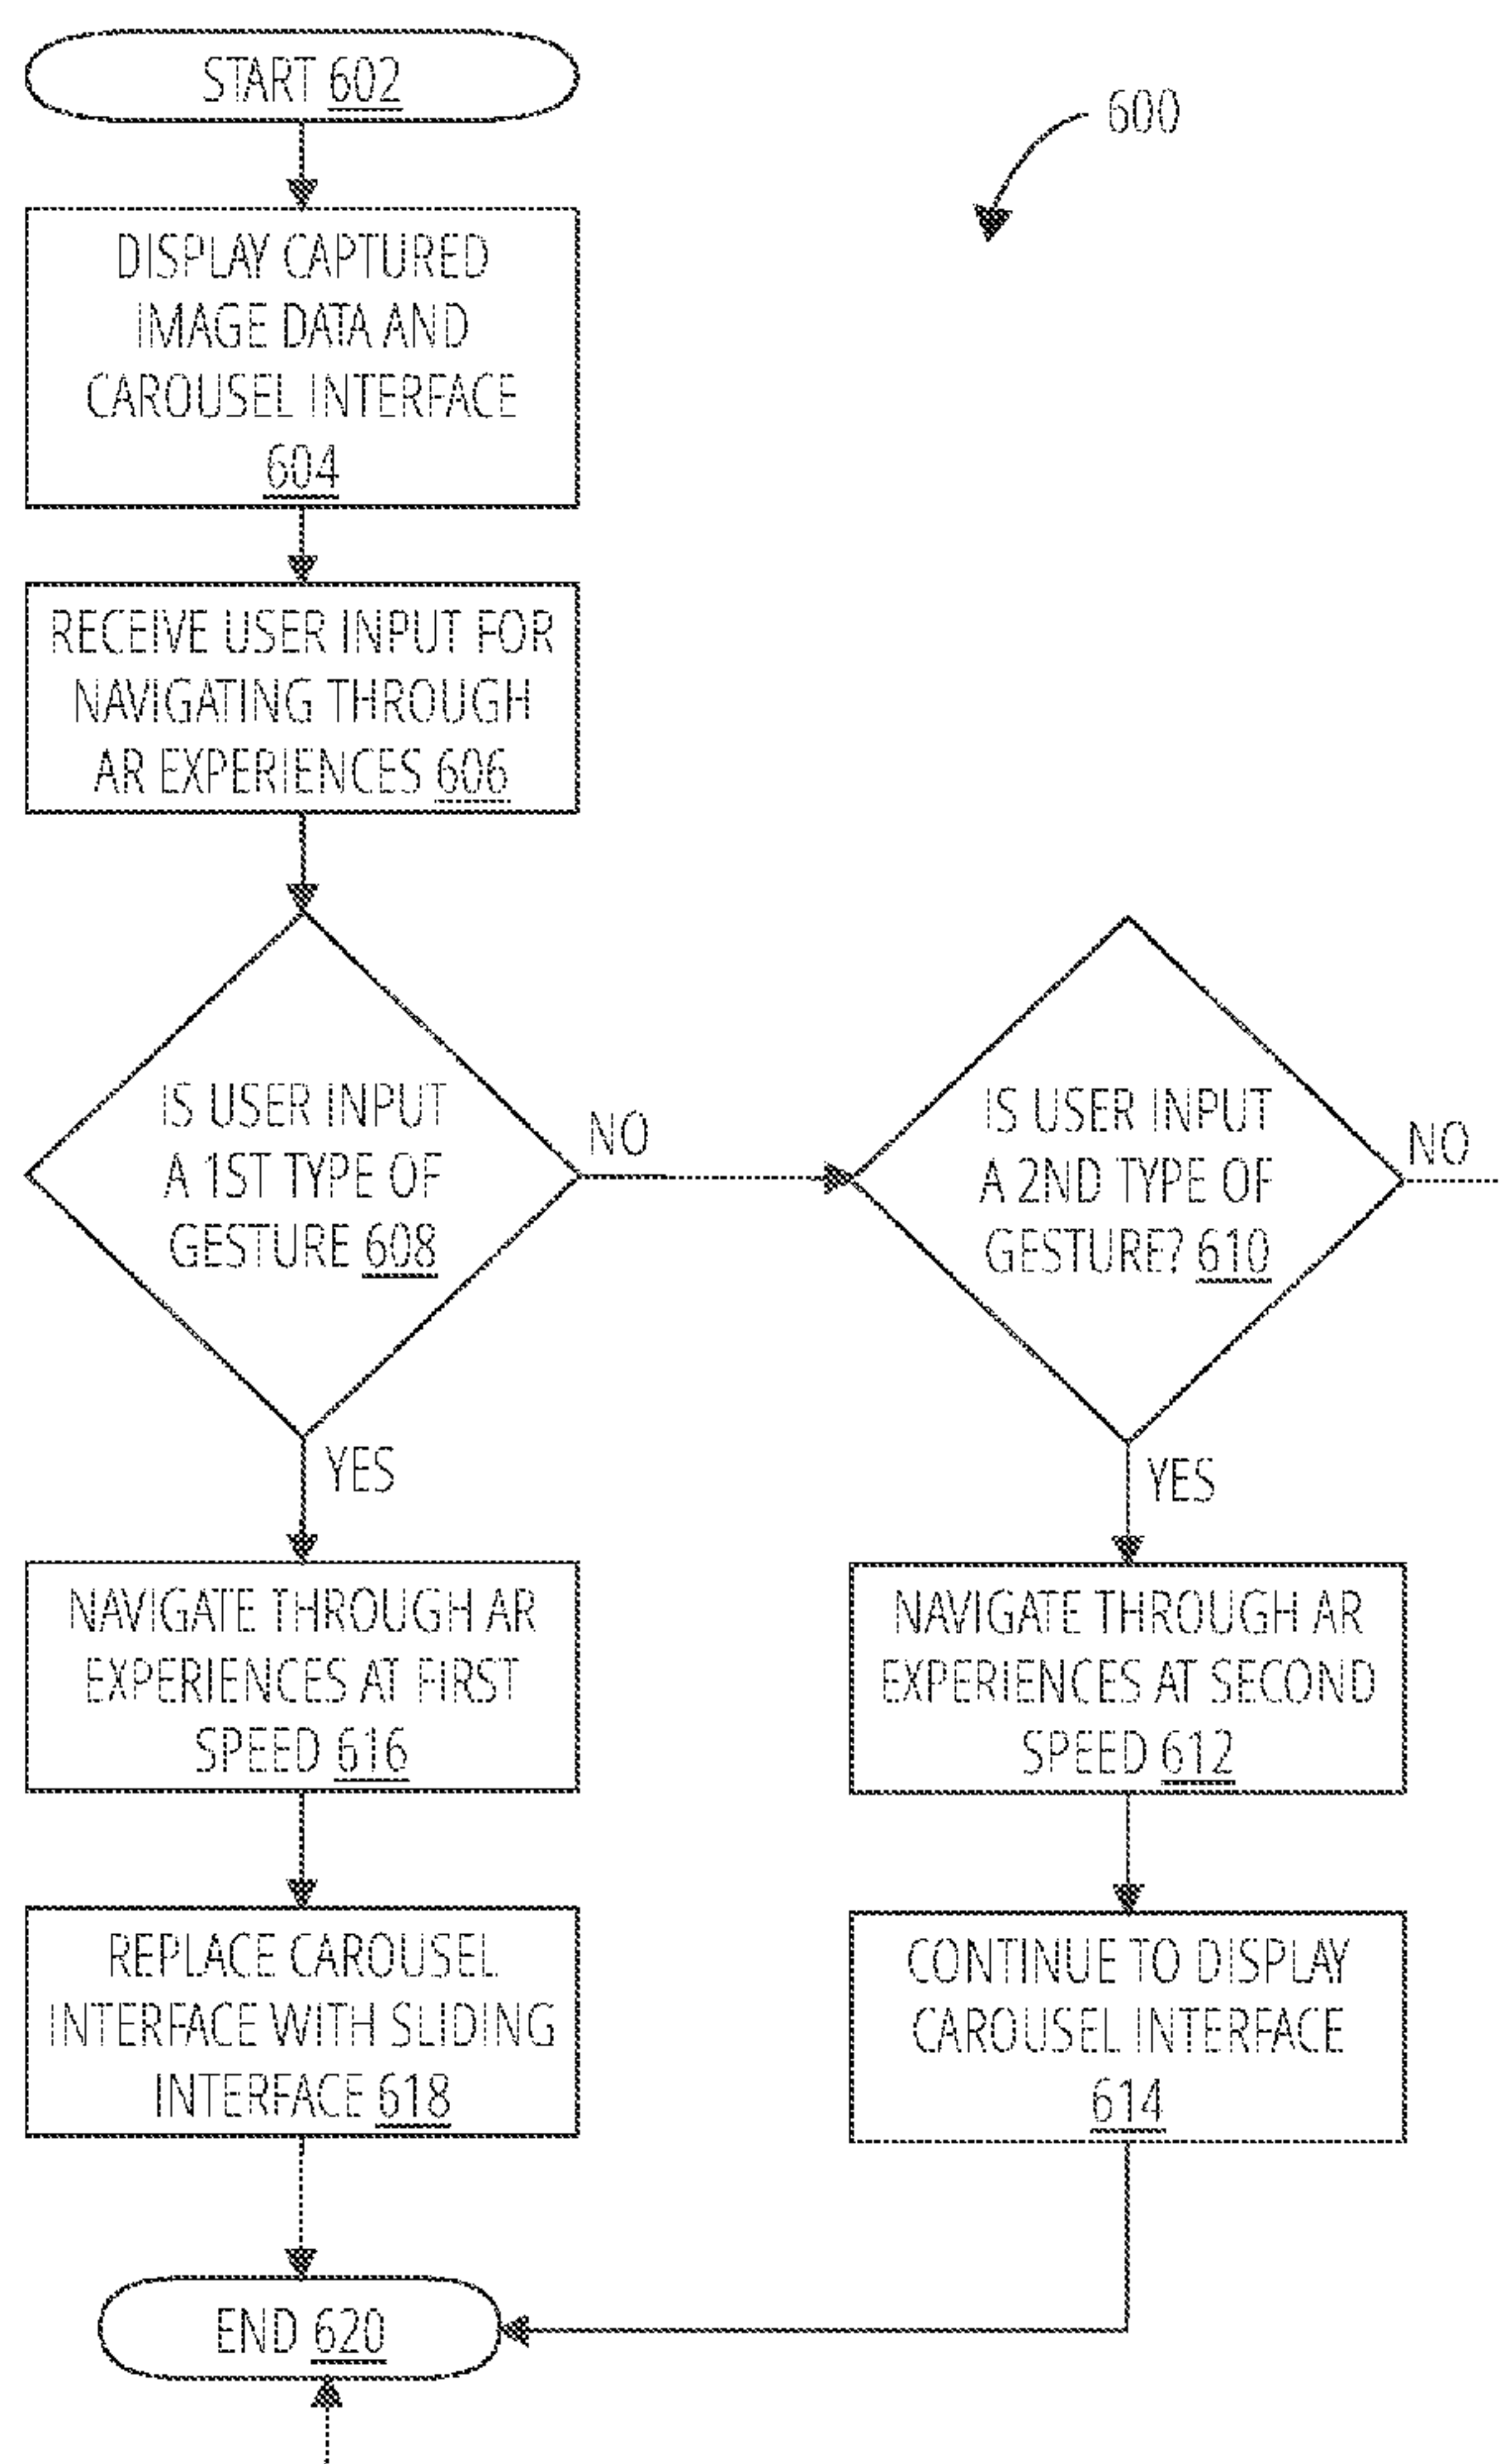 START 602
600
DISPLAY CAPTURED
IMAGE DATA AND
CAROUSEL INTERFACE
604
RECEIVE USER INPUT FOR
NAVIGATING THROUGH
AR EXPERIENCES 606
IS USER INPUT
A 1ST TYPE OF
GESTURE 608
NO
IS USER INPUT
A 2ND TYPE OF
GESTURE? 610
NO
YES
YES
NAVIGATE THROUGH AR
EXPERIENCES AT FIRST
SPEED 616
NAVIGATE THROUGH AR
EXPERIENCES AT SECOND
SPEED 612
REPLACE CAROUSEL
INTERFACE WITH SLIDING
INTERFACE 618
CONTINUE TO DISPLAY
CAROUSEL INTERFACE
614
END 620